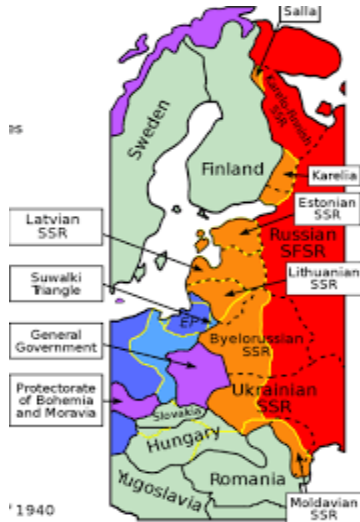 Salla
es
Sweden
Karelo-Finnish
SSR
Finland
Karelia
Estonian
SSR
Latvian
SSR
Russian
SFSR
Lithuanian
SSR
Suwalki
Triangle
EP
General
Government
Byelorussian
SSR
Protectorate
of Bohemia
and Moravia
Ukrainian
SSR
Slovakia
Hungary
Romania
Yugoslavia
Moldavian
SSR
1940